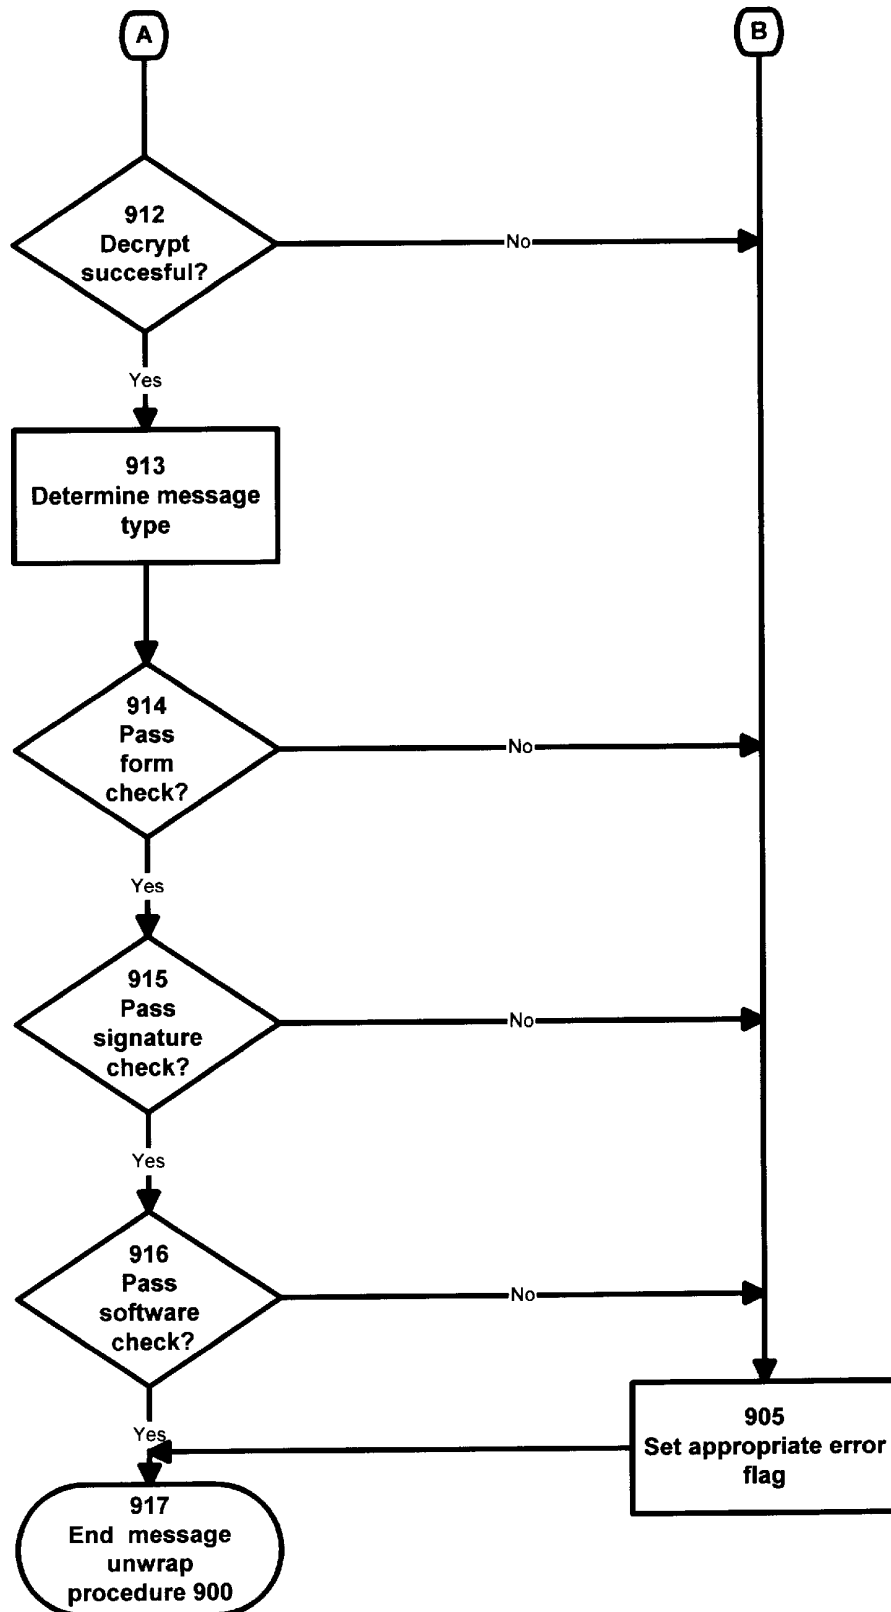 A
B
912
Decrypt
succesful?
No
Yes
913
Determine message
type
914
Pass
form
check?
No
Yes
915
Pass
signature
check?
No
Yes
916
Pass
software
check?
No
Yes
905
Set appropriate error
flag
917
End message
unwrap
procedure 900